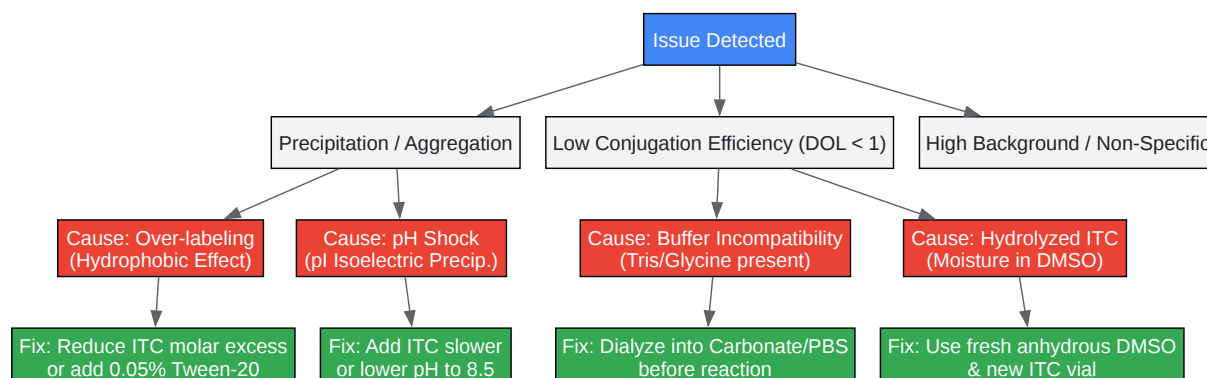 Issue Detected
Precipitation / Aggregation
Low Conjugation Efficiency (DOL < 1)
High Background / Non-Specific
Cause: Over-labeling
(Hydrophobic Effect)
Cause: pH Shock
(pI Isoelectric Precip.)
Cause: Buffer Incompatibility
(Tris/Glycine present)
Cause: Hydrolyzed ITC
(Moisture in DMSO)
Fix: Reduce ITC molar excess
or add 0.05% Tween-20
Fix: Add ITC slower
or lower pH to 8.5
Fix: Dialyze into Carbonate/PBS
before reaction
Fix: Use fresh anhydrous DMSO
& new ITC vial